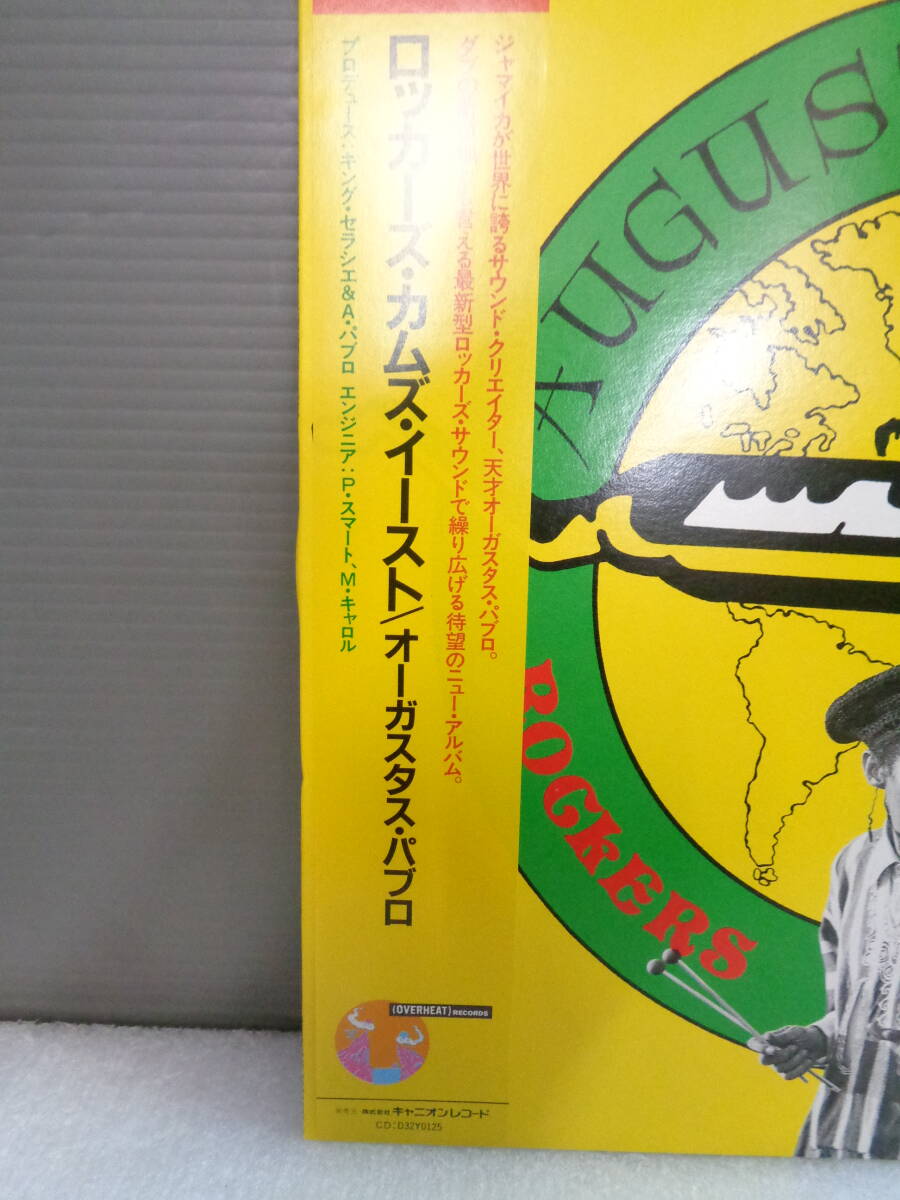 ジャマイカが世界に誇るサウンド・クリエイター、天才オーガスタス・パブロ。
える最新型ロッカーズ・サウンドで繰り広げる待望のニュー・アルバム。
ロッカーズ・カムズ・イースト/オーガスタス・パブロ
プロデュース:キング・セラシエ&A・パブロ エンジニア:P・スマート、M・キャロル
(OVERHEAT) RECORDS
発売元・株式会社 キャニオンレコード
CD:D32Y0125
AUGUS
ROCKERS